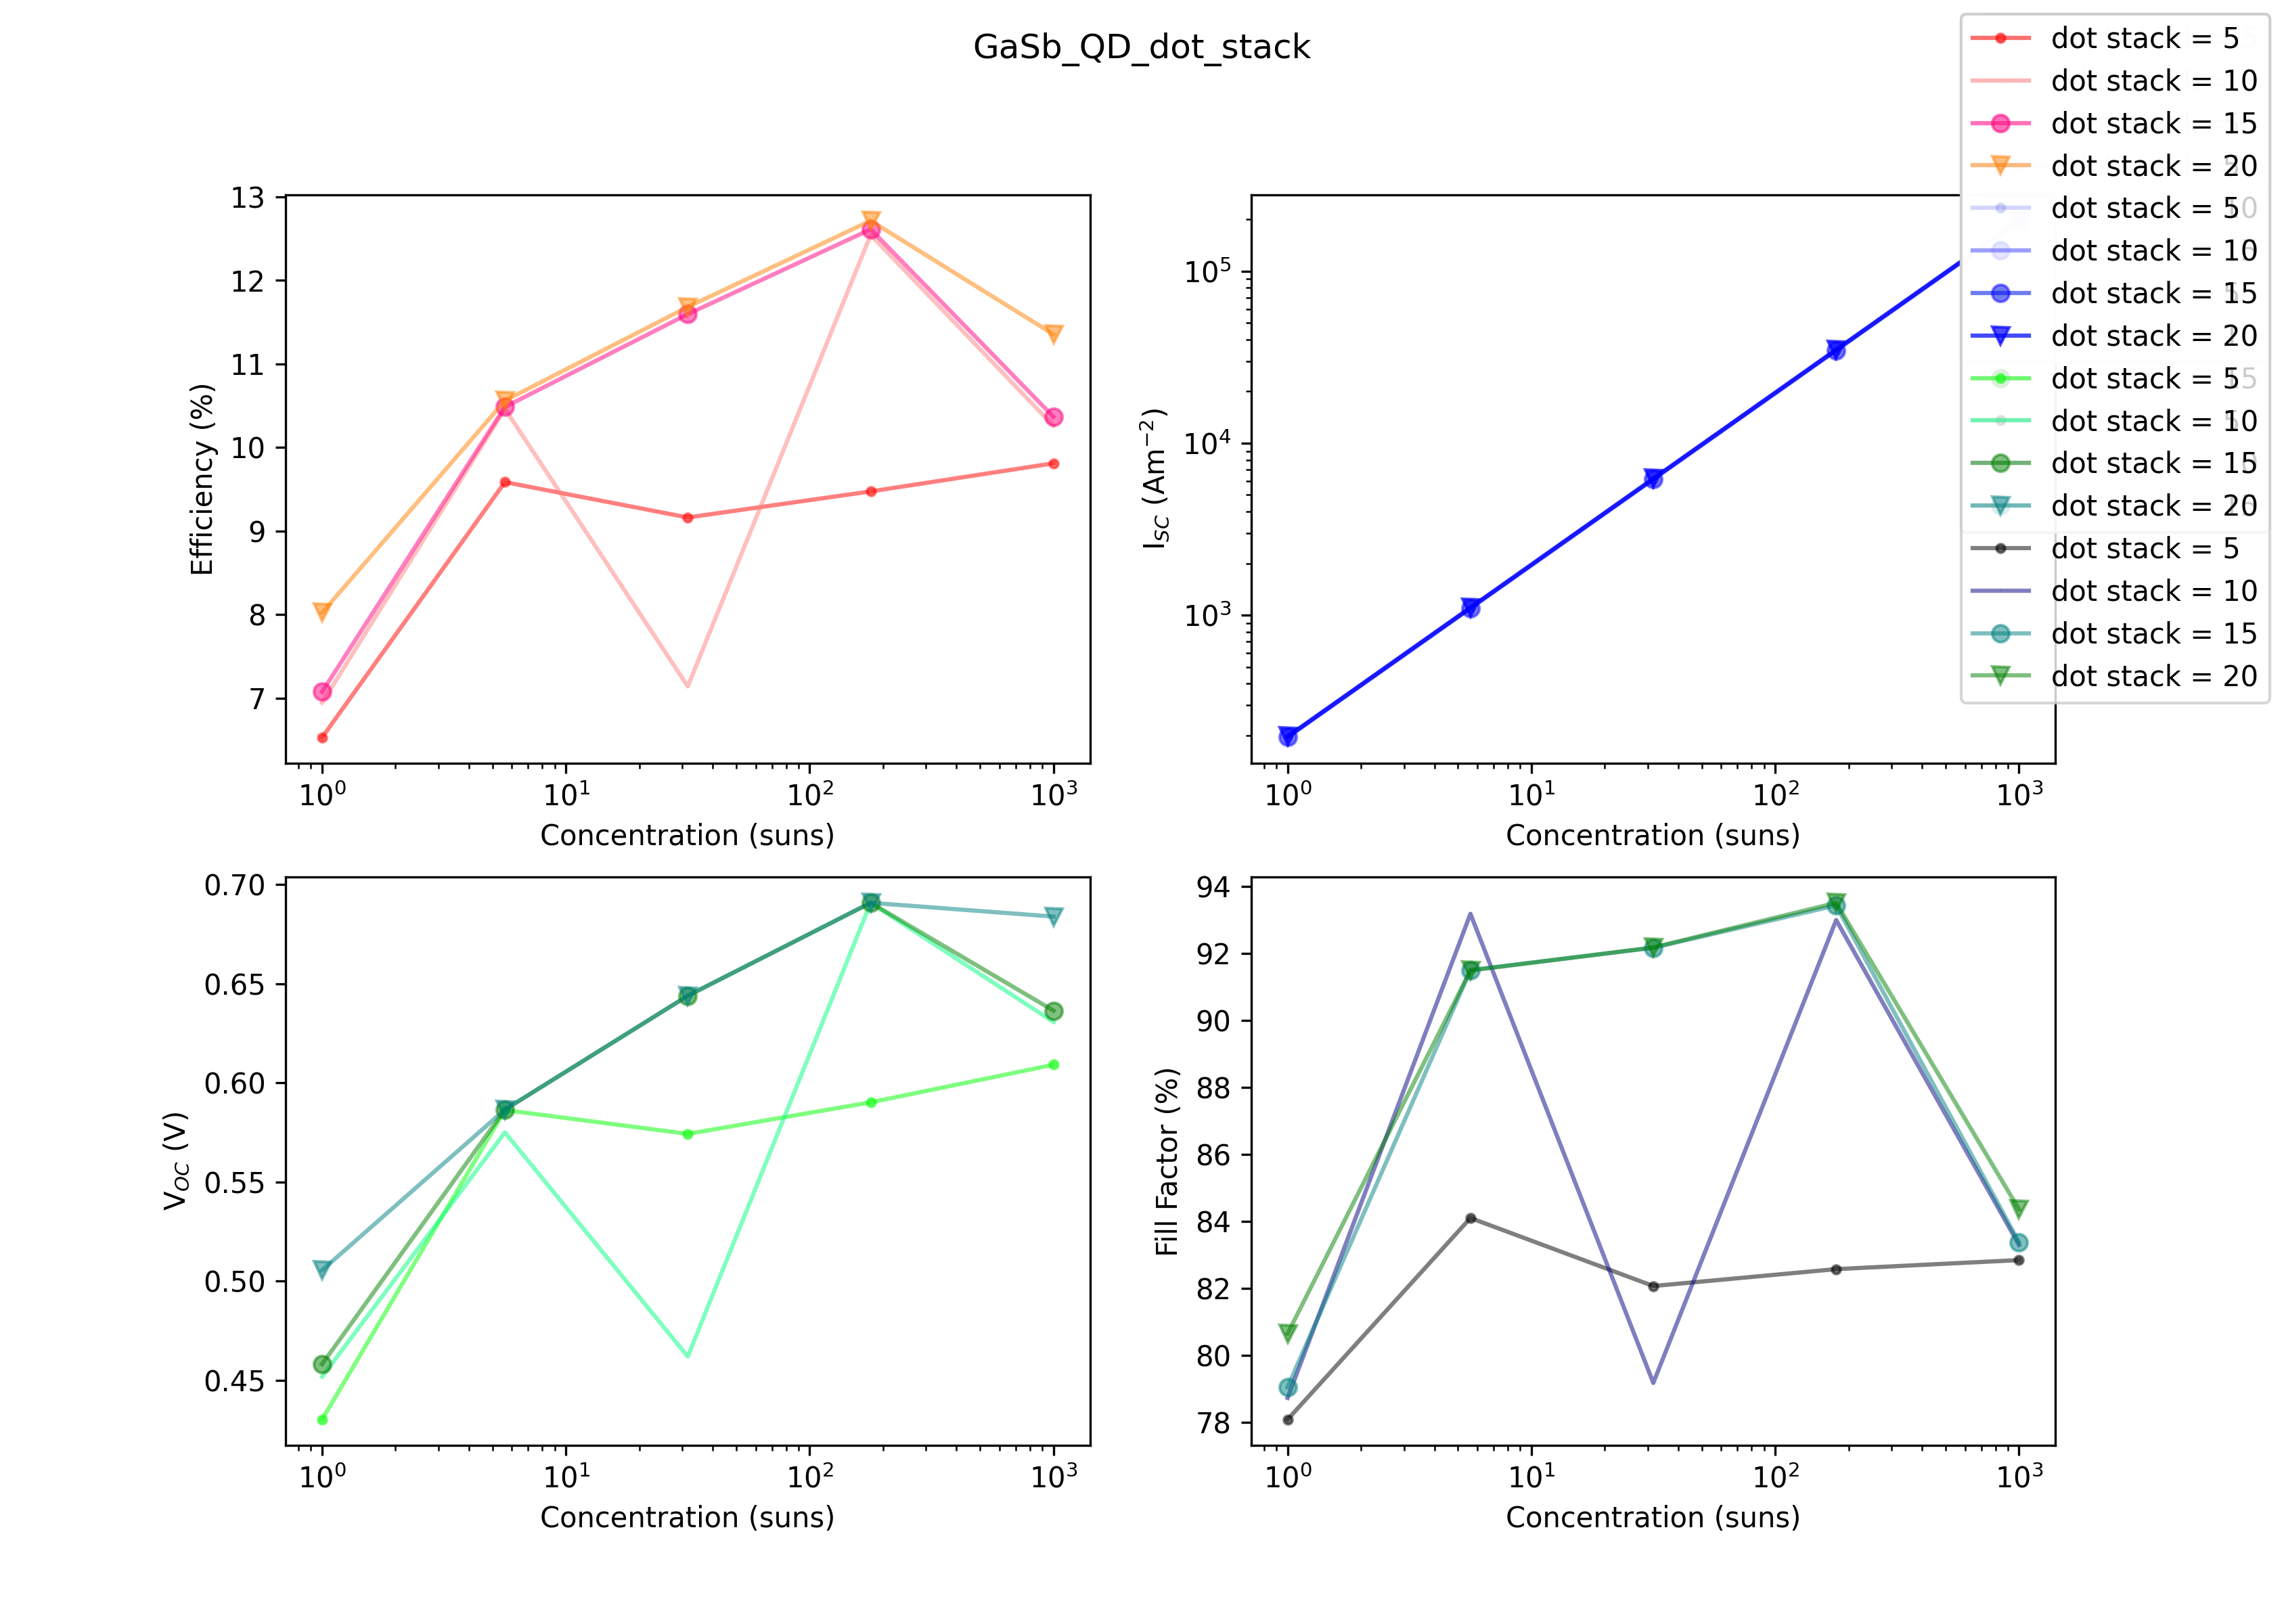 GaSb_QD_dot_stack
dot stack = 5
dot stack = 10
dot stack = 15
dot stack = 20
dot stack = 5
dot stack = 10
dot stack = 15
dot stack = 20
dot stack = 5
dot stack = 10
dot stack = 15
dot stack = 20
dot stack = 5
dot stack = 10
dot stack = 15
dot stack = 20
Efficiency (%)
13
12
11
10
9
8
7
10⁰ 10¹ 10² 10³
Concentration (suns)
I_SC (Am⁻²)
10⁵
10⁴
10³
10⁰ 10¹ 10² 10³
Concentration (suns)
V_OC (V)
0.70
0.65
0.60
0.55
0.50
0.45
10⁰ 10¹ 10² 10³
Concentration (suns)
Fill Factor (%)
94
92
90
88
86
84
82
80
78
10⁰ 10¹ 10² 10³
Concentration (suns)